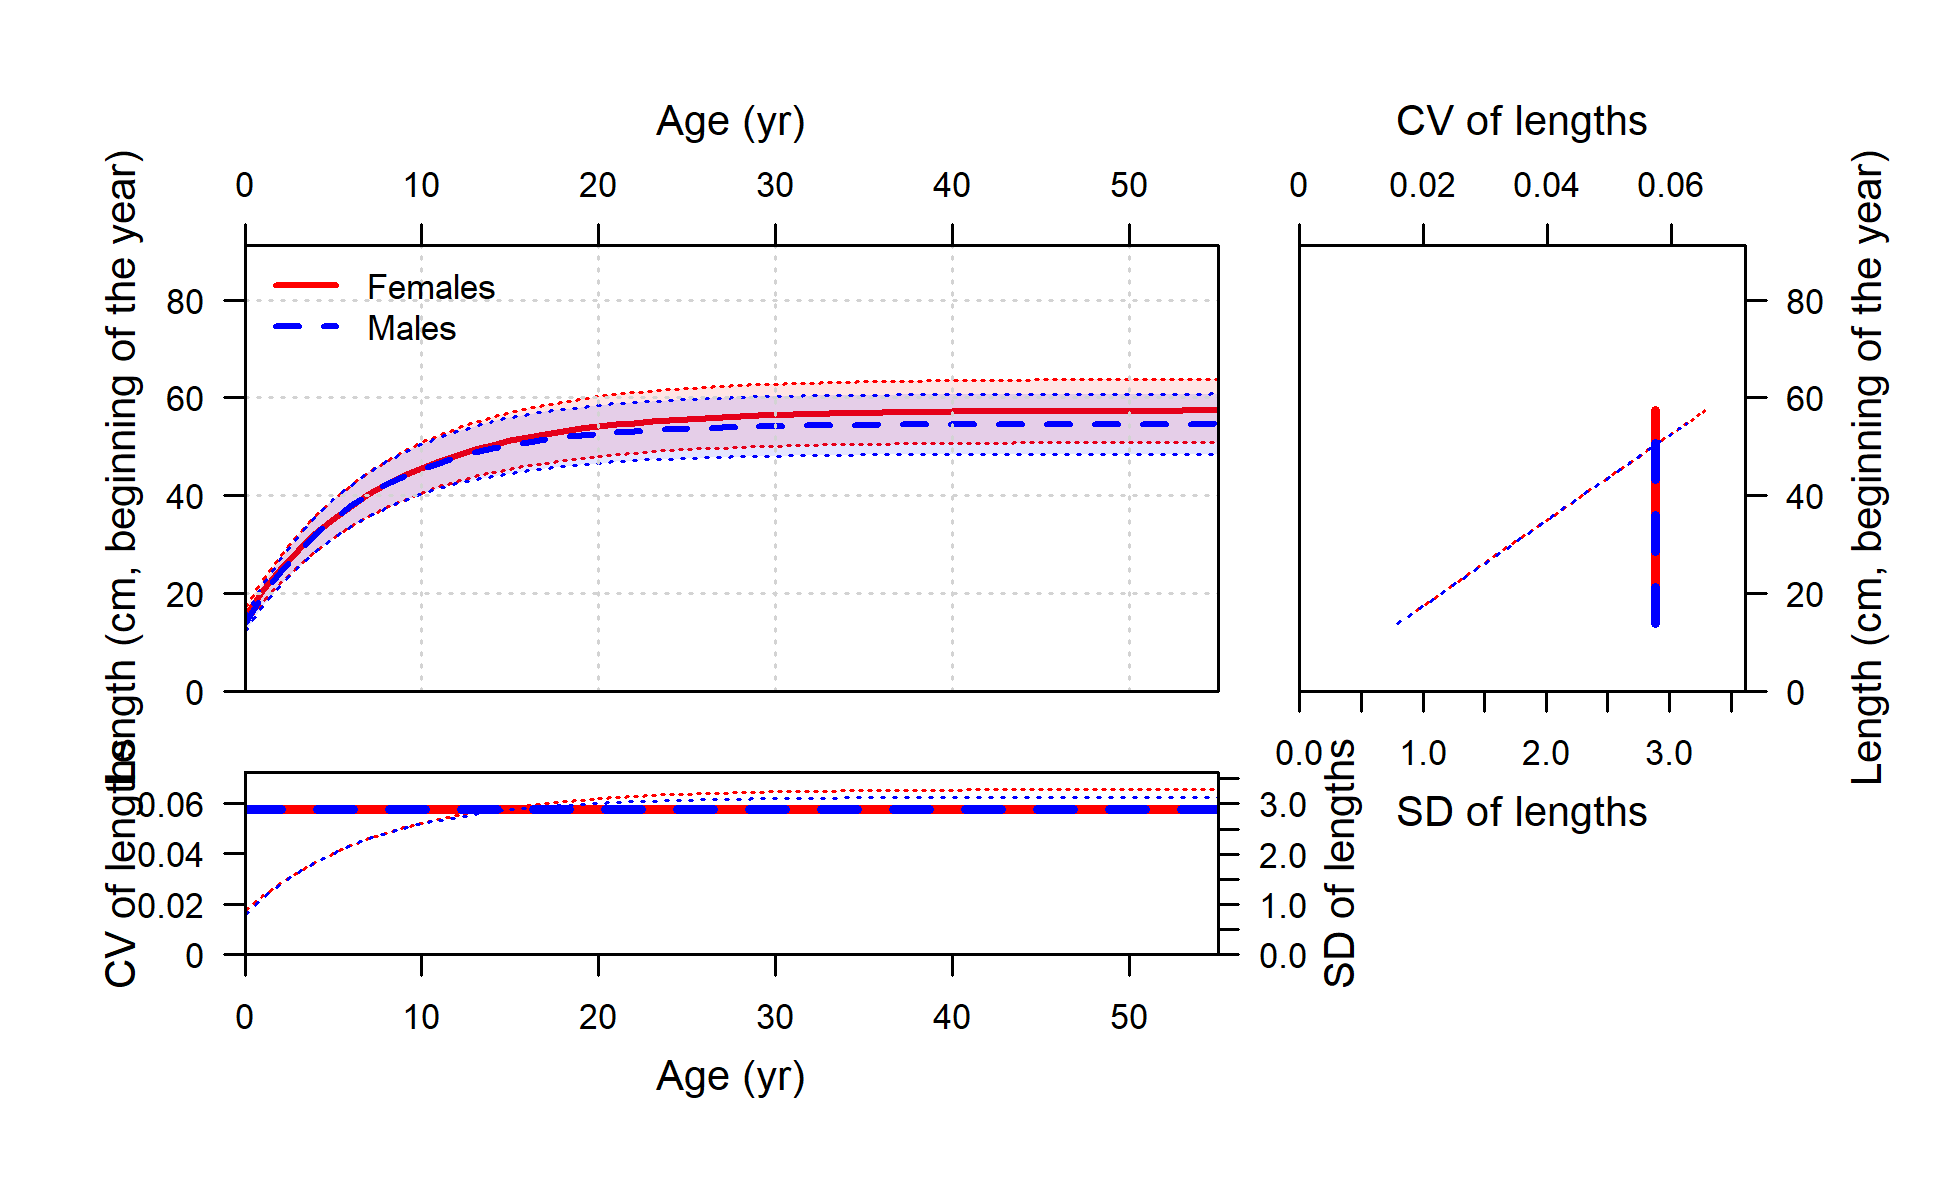 Age (yr)
CV of lengths
0 10 20 30 40 50
0 0.02 0.04 0.06
Length (cm, beginning of the year)
80
60
40
20
0
Females
Males
80
60
40
20
0
Length (cm, beginning of the year)
0.0 1.0 2.0 3.0
SD of lengths
CV of lengths
0.06
0.04
0.02
0
3.0
2.0
1.0
0.0
SD of lengths
0 10 20 30 40 50
Age (yr)